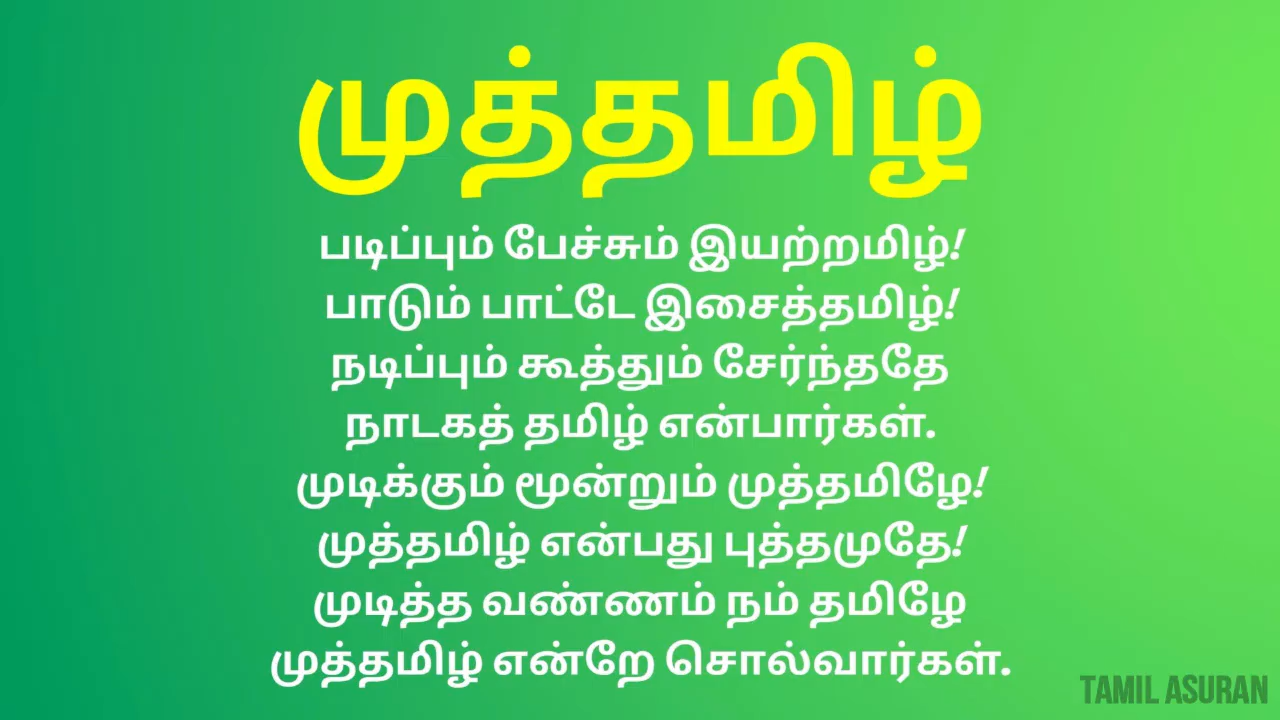 முத்தமிழ்
படிப்பும் பேச்சும் இயற்றமிழ்!
பாடும் பாட்டே இசைத்தமிழ்!
நடிப்பும் கூத்தும் சேர்ந்ததே
நாடகத் தமிழ் என்பார்கள்.
முடிக்கும் மூன்றும் முத்தமிழே!
முத்தமிழ் என்பது புத்தமுதே!
முடித்த வண்ணம் நம் தமிழே
முத்தமிழ் என்றே சொல்வார்கள்.
TAMIL ASURAN